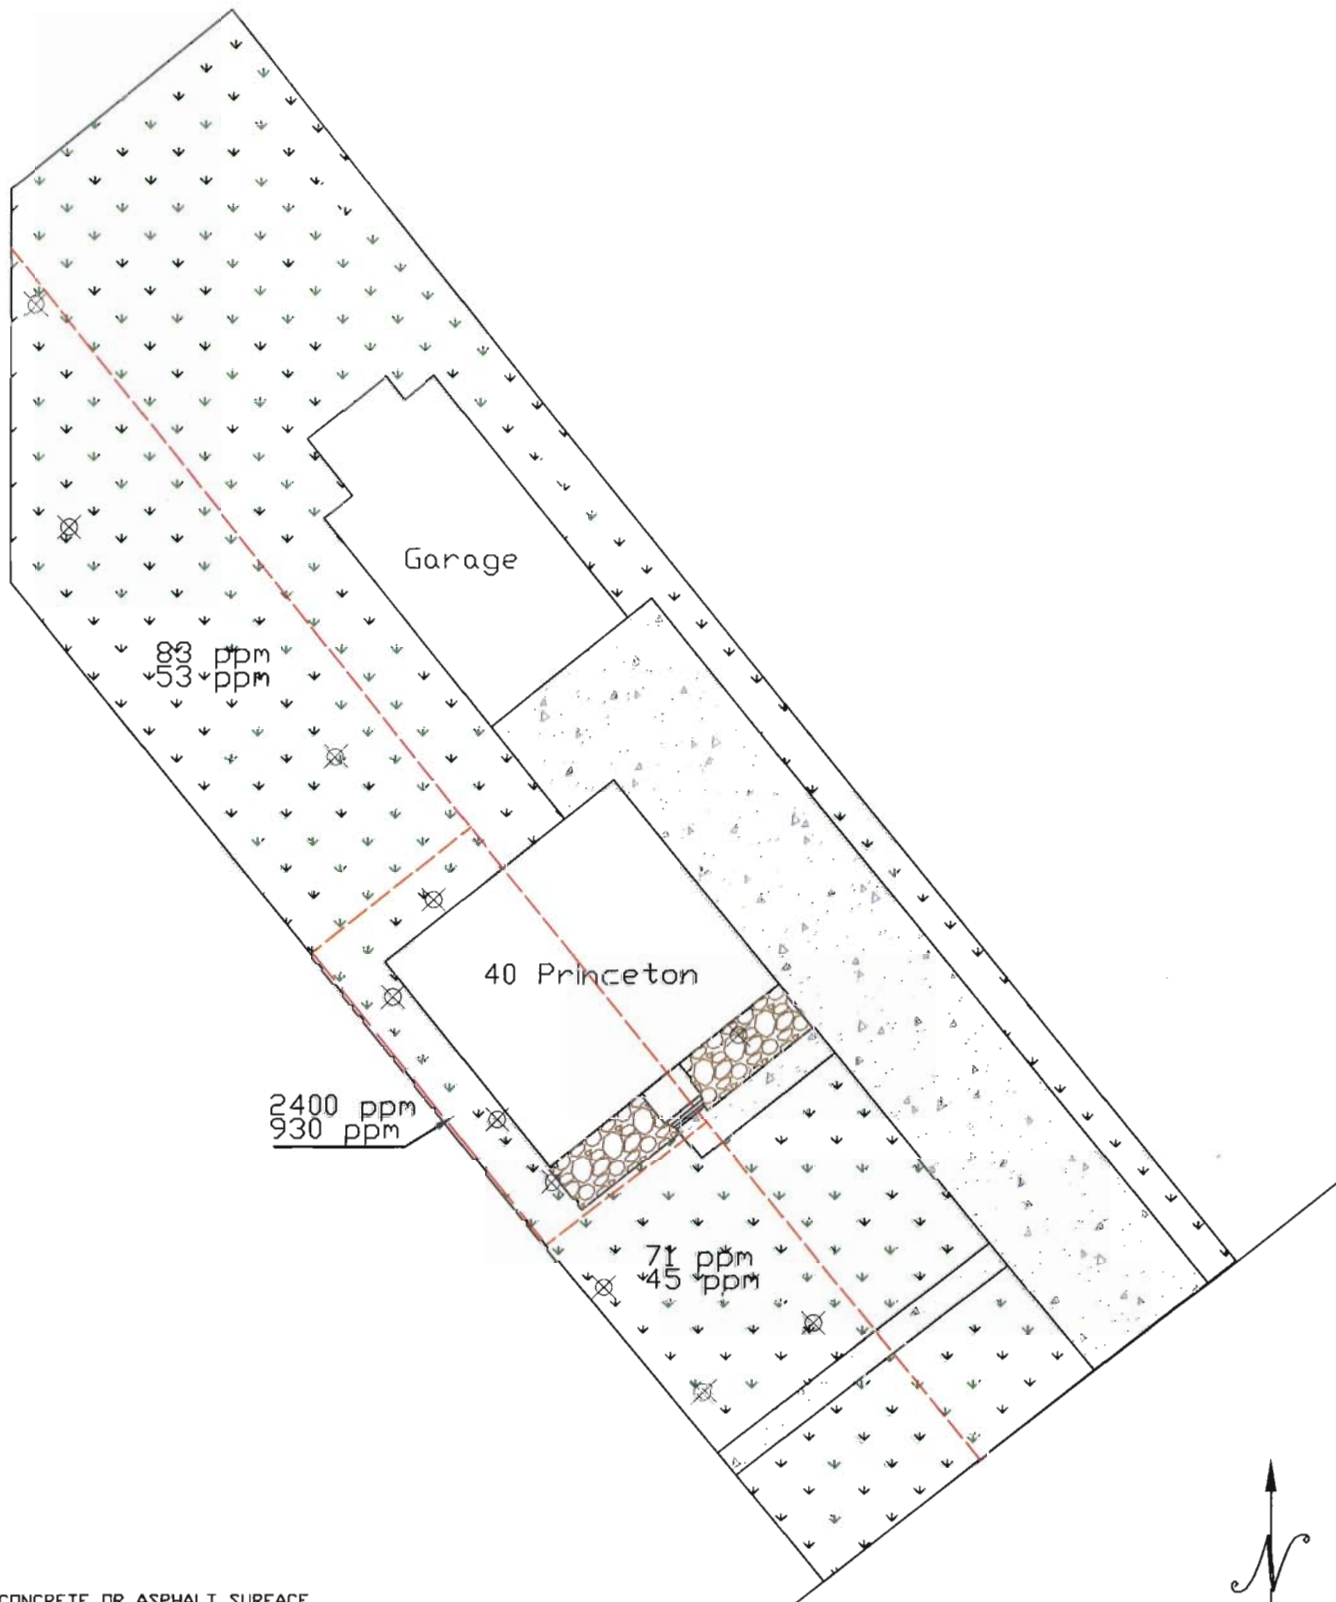 Garage
83 ppm
53 ppm
40 Princeton
2400 ppm
930 ppm
71 ppm
45 ppm
N
CONCRETE OR ASPHALT SURFACE